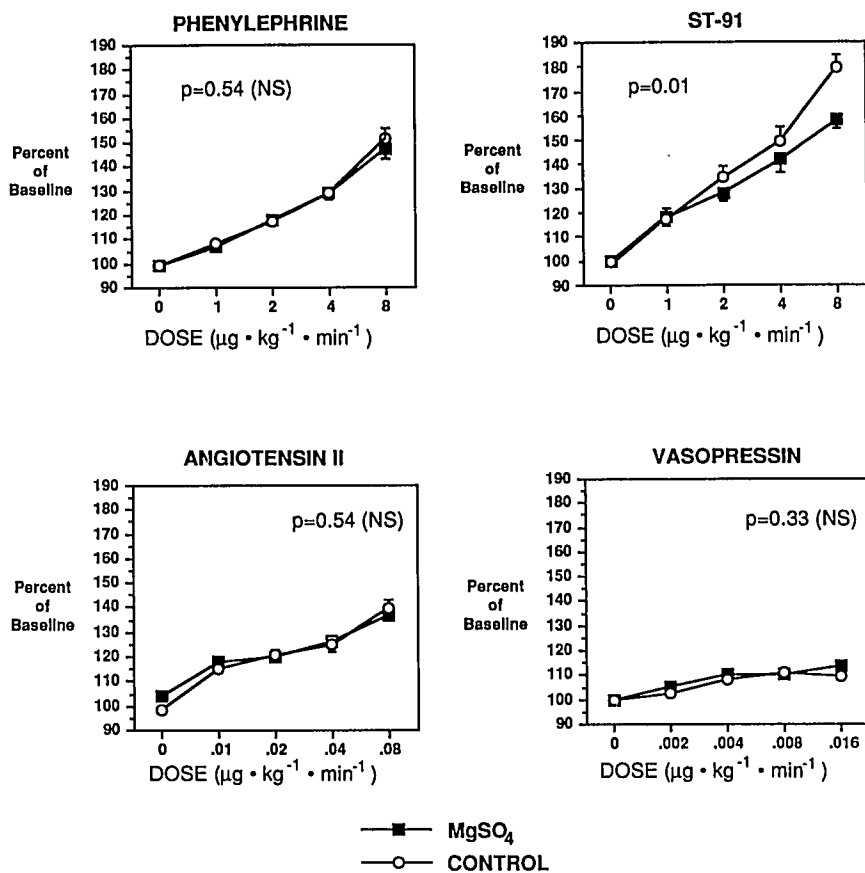 PHENYLEPHRINE
190
180
170
160
150
140
130
120
110
100
90
p=0.54 (NS)
Percent
of
Baseline
0 1 2 4 8
DOSE (µg • kg⁻¹ • min⁻¹)
ST-91
190
180
170
160
150
140
130
120
110
100
90
p=0.01
Percent
of
Baseline
0 1 2 4 8
DOSE (µg • kg⁻¹ • min⁻¹)
ANGIOTENSIN II
190
180
170
160
150
140
130
120
110
100
90
p=0.54 (NS)
Percent
of
Baseline
0 .01 .02 .04 .08
DOSE (µg • kg⁻¹ • min⁻¹)
VASOPRESSIN
190
180
170
160
150
140
130
120
110
100
90
p=0.33 (NS)
Percent
of
Baseline
0 .002 .004 .008 .016
DOSE (µg • kg⁻¹ • min⁻¹)
MgSO₄
CONTROL